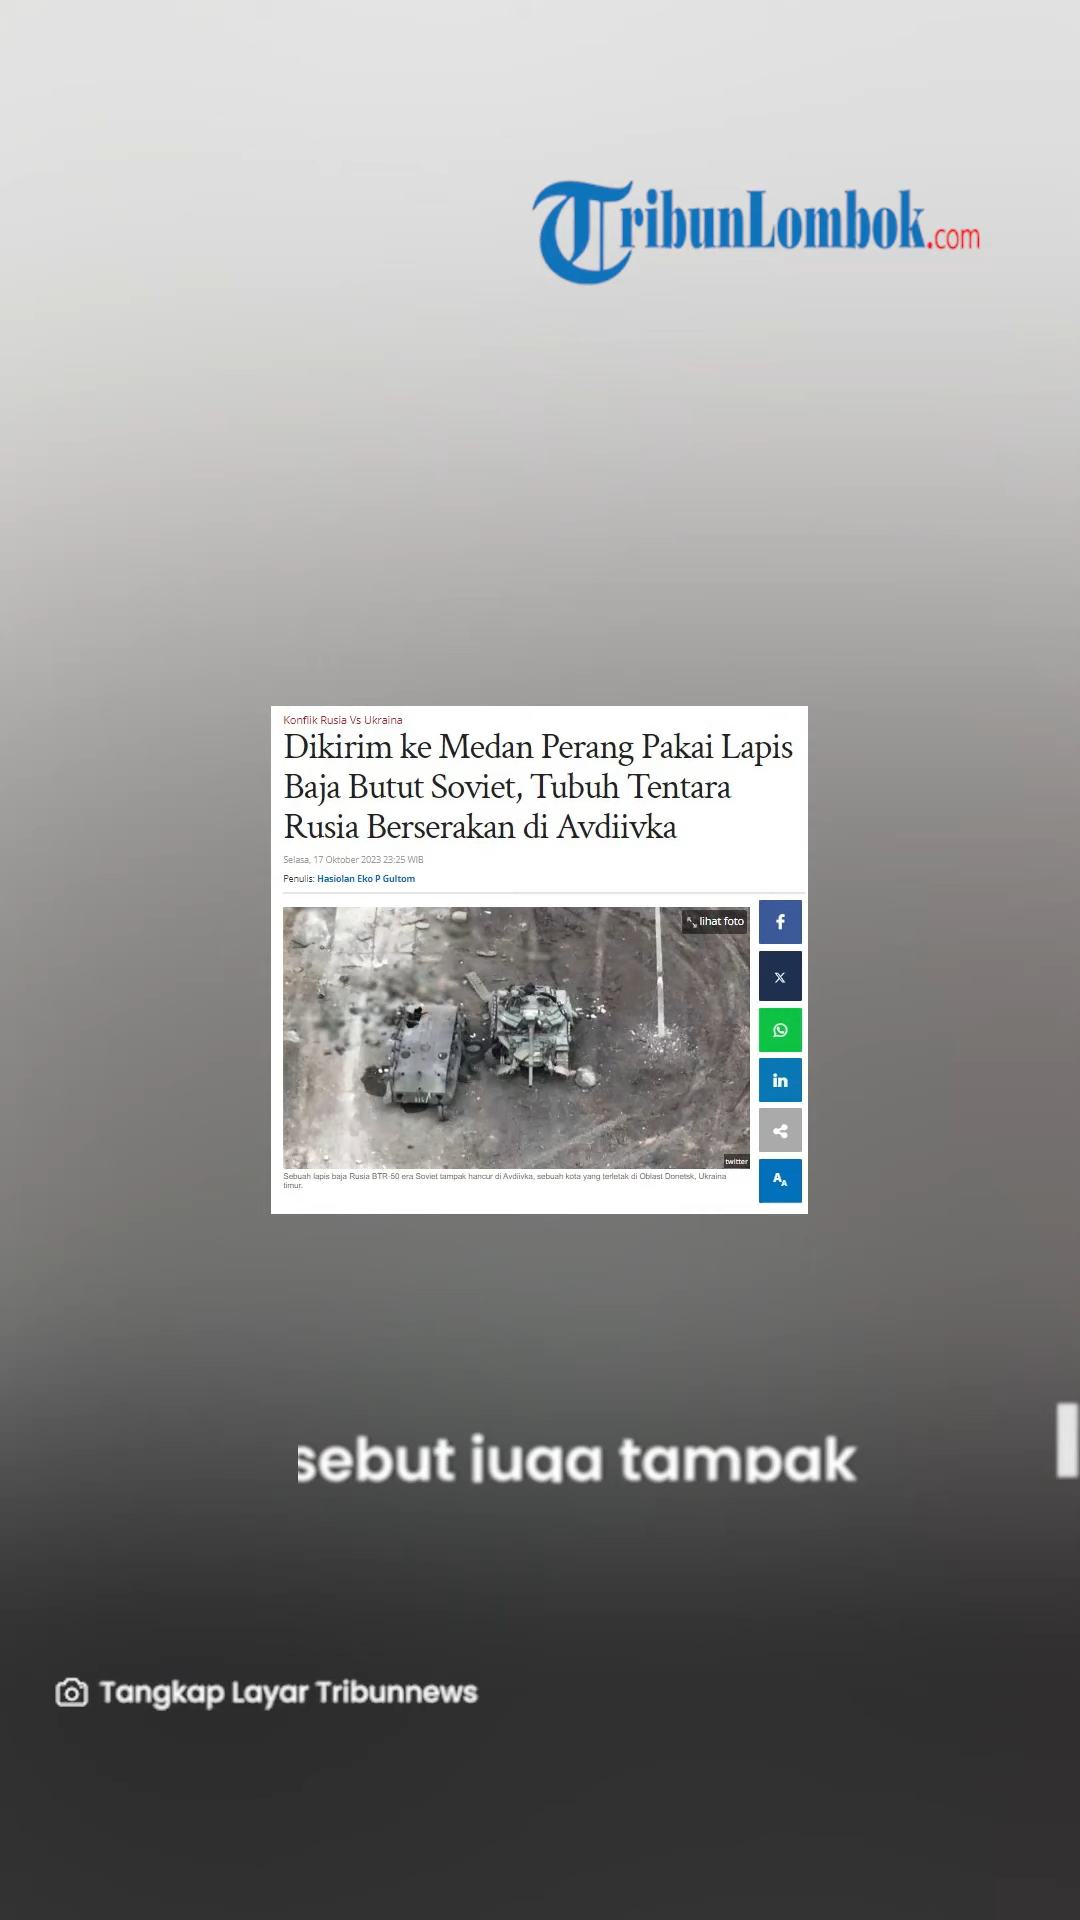 TribunLombok.com
Konflik Rusia Vs Ukraina
Dikirim ke Medan Perang Pakai Lapis
Baja Butut Soviet, Tubuh Tentara
Rusia Berserakan di Avdiivka
Selasa, 17 Oktober 2023 23:25 WIB
Penulis: Hasiolan Eko P Gultom
lihat foto
twitter
Sebuah lapis baja Rusia BTR-50 era Soviet tampak hancur di Avdiivka, sebuah kota yang terletak di Oblast Donetsk, Ukraina
timur.
sebut juga tampak
Tangkap Layar Tribunnews